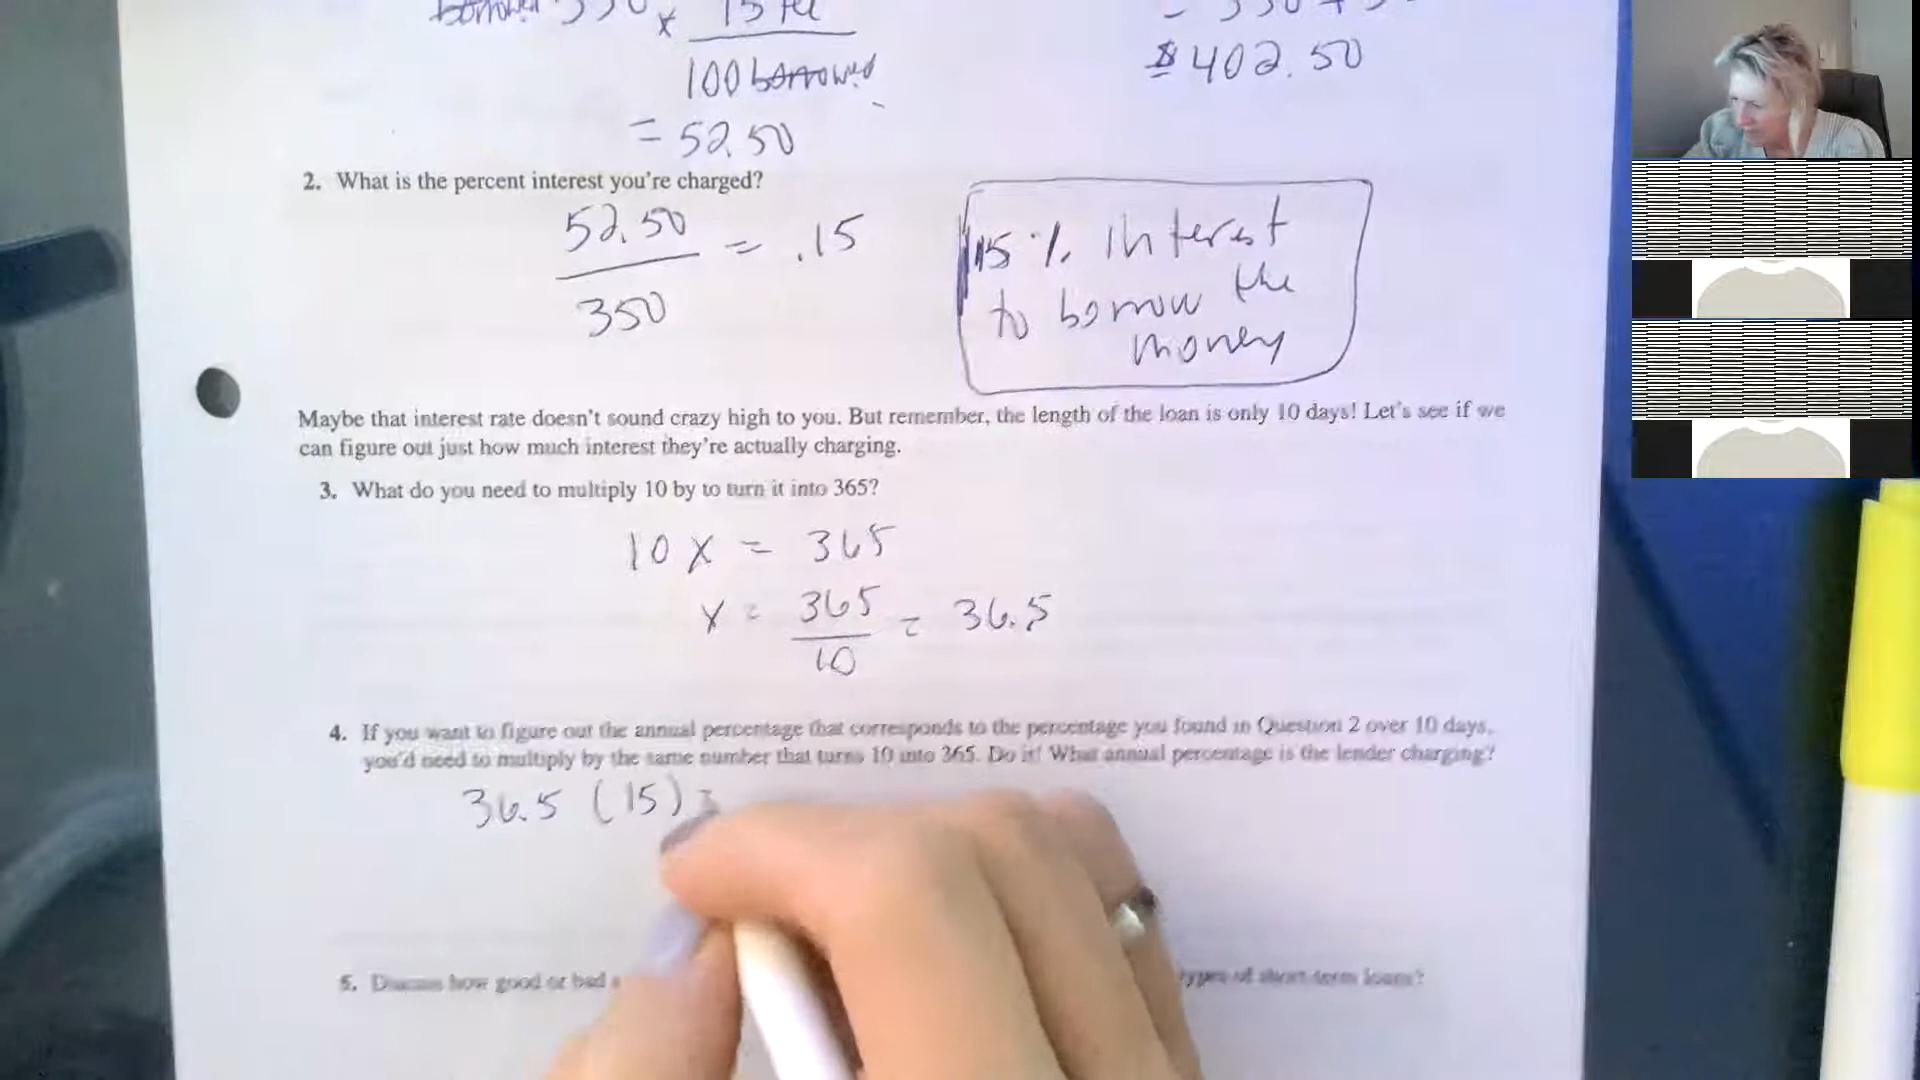 borrowed 350 x 15 fee
100 borrowed
= 52.50
$402.50
2. What is the percent interest you're charged?
52.50
350
= .15
15% interest
to borrow the
money
Maybe that interest rate doesn't sound crazy high to you. But remember, the length of the loan is only 10 days! Let's see if we
can figure out just how much interest they're actually charging.
3. What do you need to multiply 10 by to turn it into 365?
10x = 365
x = 365
10
= 36.5
4. If you want to figure out the annual percentage that corresponds to the percentage you found in Question 2 over 10 days,
you'd need to multiply by the same number that turns 10 into 365. Do it! What annual percentage is the lender charging?
36.5 (15) =
5. Discuss how good or bad
types of short-term loans?